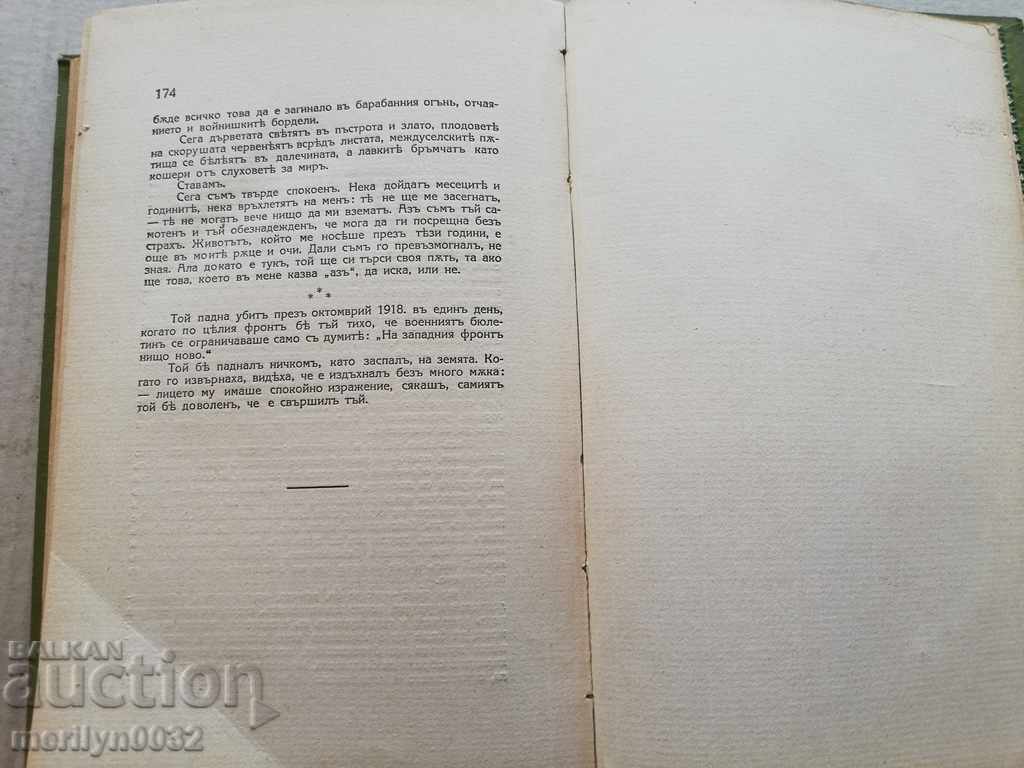 174
бѫде всичко това да е загинало въ барабанния огънь, отчая-
нието и войнишкитѣ бордели.
Сега дърветата свѣтятъ въ пъстрота и злато, плодоветѣ
на скорушата червенѣятъ всрѣдъ листата, междуселскитѣ пѫ-
тища се бѣлѣятъ въ далечината, а лавкитѣ бръмчатъ като
кошери отъ слуховетѣ за миръ.
Ставамъ.
Сега съмъ твърде спокоенъ. Нека дойдатъ месецитѣ и
годинитѣ, нека връхлетятъ на менъ: тѣ не ще ме засегнатъ,
— тѣ не могатъ вече нищо да ми взематъ. Азъ съмъ тъй са-
мотенъ и тъй обезнадежденъ, че мога да ги посрещна безъ
страхъ. Животътъ, който ме носѣше презъ тѣзи години, е
още въ моитѣ рѫце и очи. Дали съмъ го превъзмогналъ, не
зная. Ала докато е тукъ, той ще си търси своя пѫть, та ако
ще това, което въ мене казва „азъ“, да иска, или не.
* * *
Той падна убитъ презъ октомврий 1918. въ единъ день,
когато по цѣлия фронтъ бѣ тъй тихо, че военниятъ бюле-
тинъ се ограничаваше само съ думитѣ: „На западния фронтъ
нищо ново.“
Той бѣ падналъ ничкомъ, като заспалъ, на земята. Ко-
гато го извърнаха, видѣха, че е издъхналъ безъ много мѫка:
— лицето му имаше спокойно изражение, сякашъ, самиятъ
той бѣ доволенъ, че е свършилъ тъй.
BALKAN
auction
merilyn0032